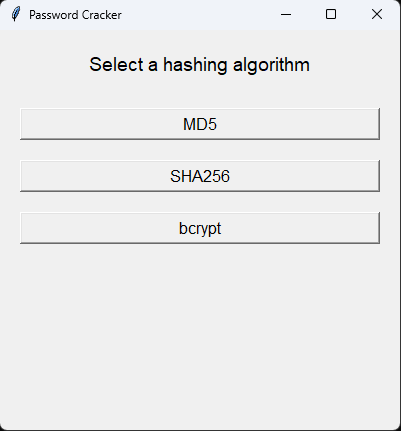 Password Cracker
Select a hashing algorithm
MD5
SHA256
bcrypt